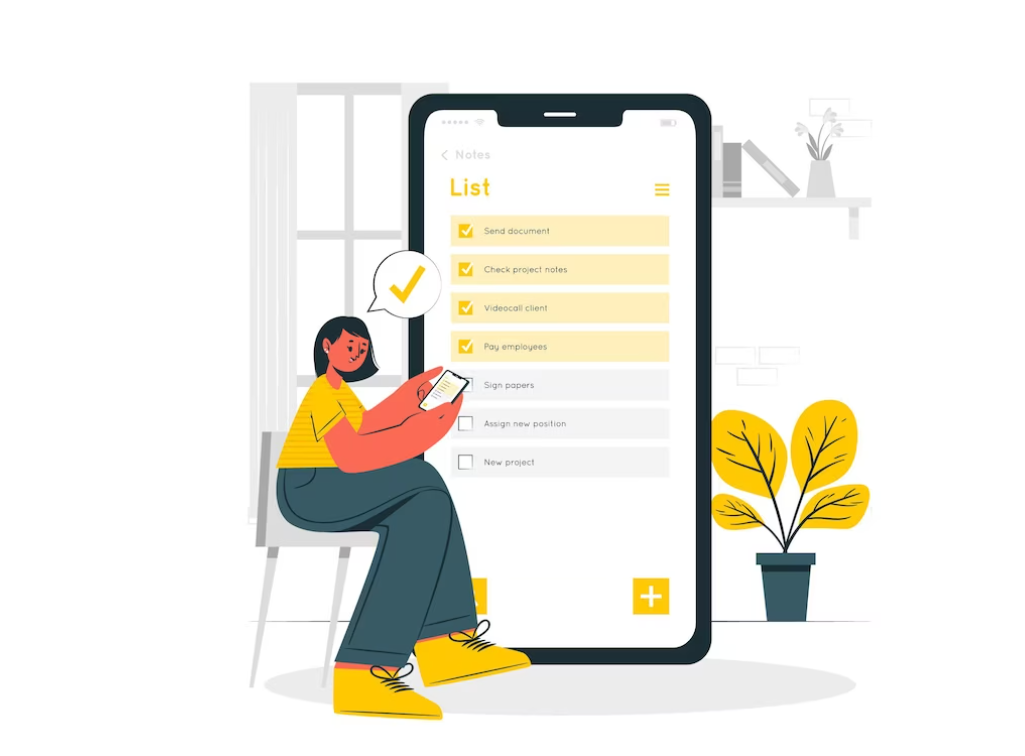 Notes
List
Send document
Check project notes
Videocall client
Pay employees
Sign papers
Assign new position
New project